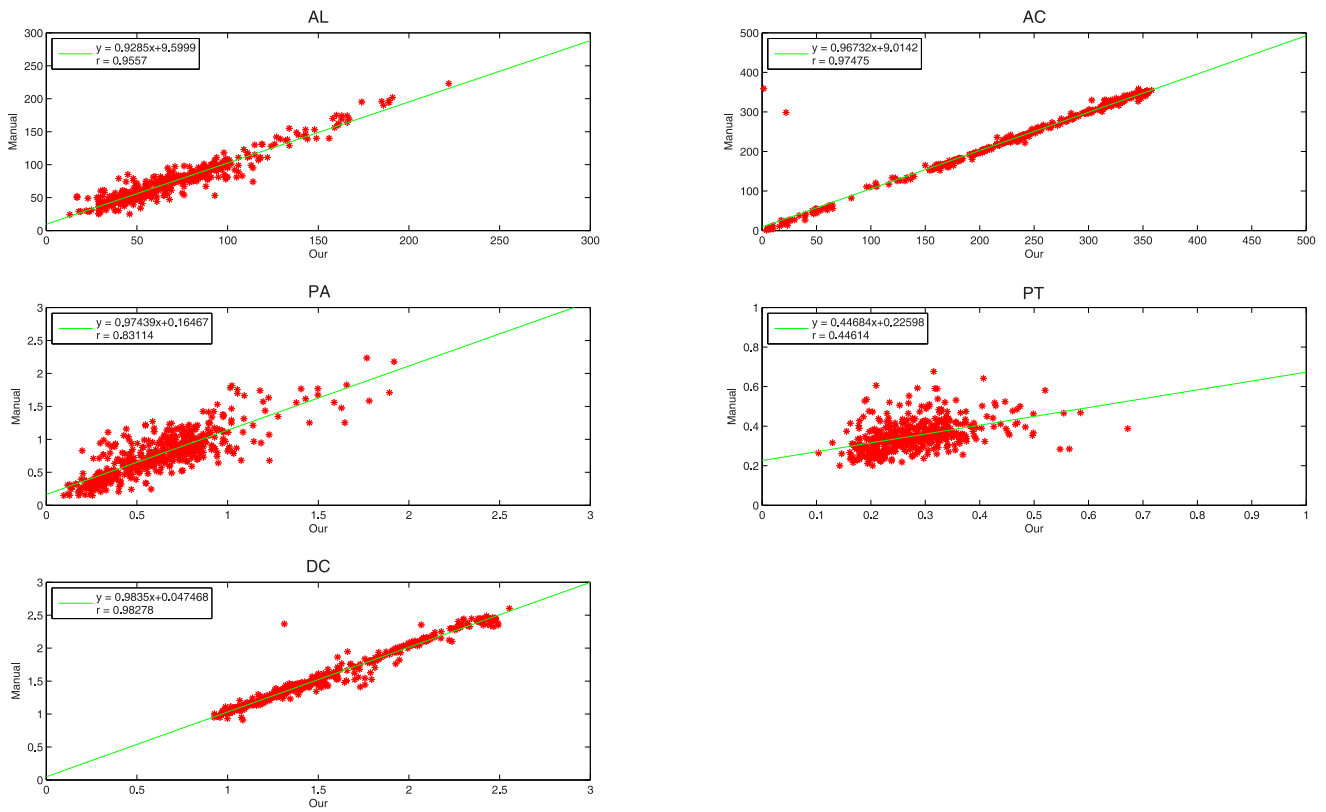 AL
y = 0.9285x+9.5999
r = 0.9557
300
250
200
150
100
50
0
Manual
0 50 100 150 200 250 300
Our
AC
y = 0.96732x+9.0142
r = 0.97475
500
400
300
200
100
0
Manual
0 50 100 150 200 250 300 350 400 450 500
Our
PA
y = 0.97439x+0.16467
r = 0.83114
3
2.5
2
1.5
1
0.5
0
Manual
0 0.5 1 1.5 2 2.5 3
Our
PT
y = 0.44684x+0.22598
r = 0.44614
1
0.8
0.6
0.4
0.2
0
Manual
0 0.1 0.2 0.3 0.4 0.5 0.6 0.7 0.8 0.9 1
Our
DC
y = 0.9835x+0.047468
r = 0.98278
3
2.5
2
1.5
1
0.5
0
Manual
0 0.5 1 1.5 2 2.5 3
Our